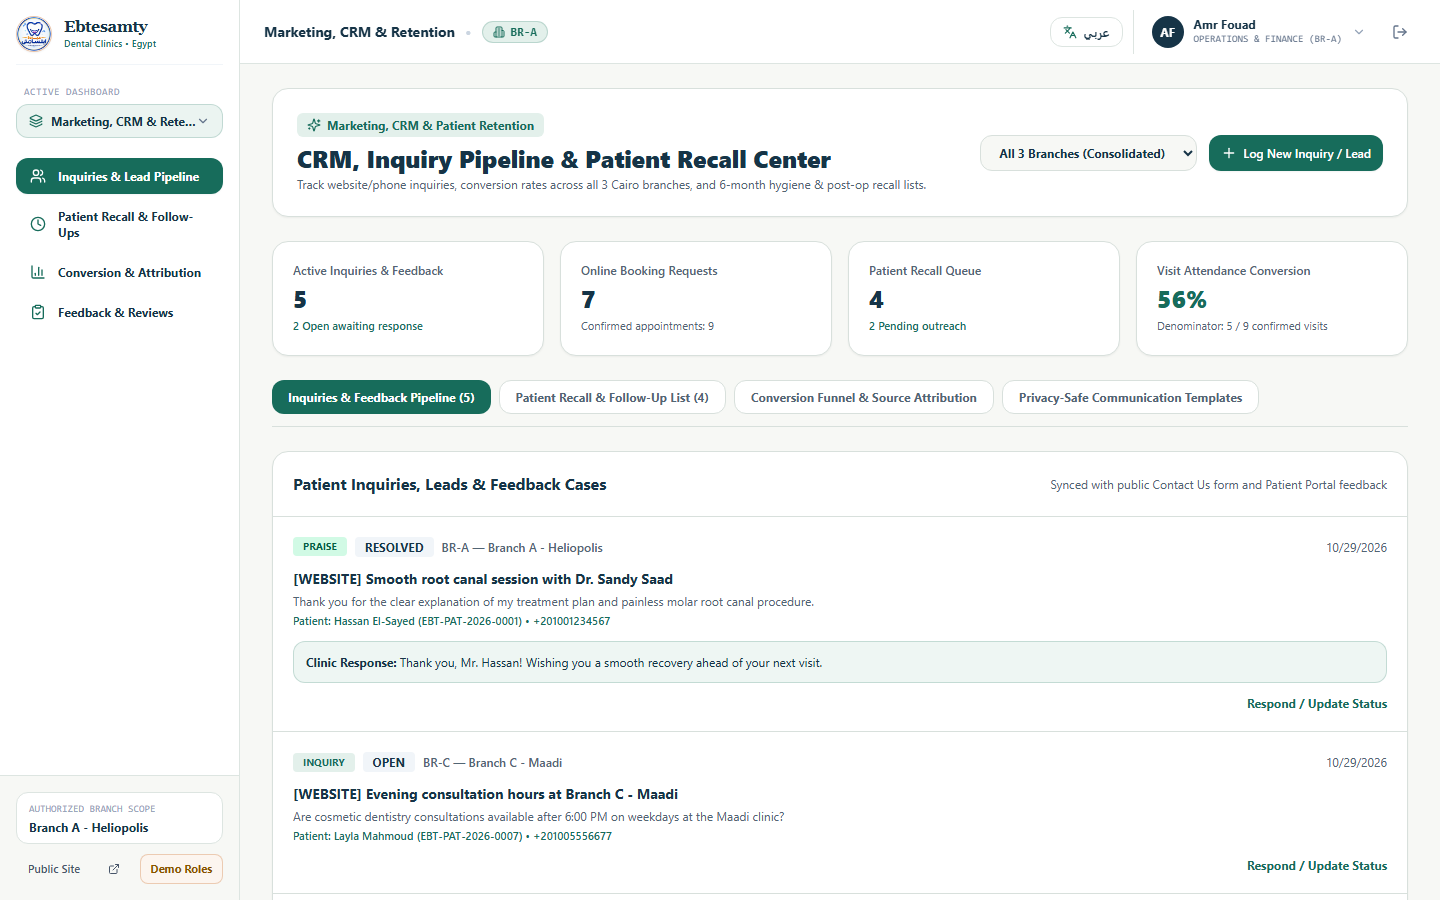 Ebtesamty
Dental Clinics • Egypt
ACTIVE DASHBOARD
Marketing, CRM & Rete...
Inquiries & Lead Pipeline
Patient Recall & Follow-
Ups
Conversion & Attribution
Feedback & Reviews
AUTHORIZED BRANCH SCOPE
Branch A - Heliopolis
Public Site
Demo Roles
Marketing, CRM & Retention
BR-A
عربي
AF
Amr Fouad
OPERATIONS & FINANCE (BR-A)
Marketing, CRM & Patient Retention
CRM, Inquiry Pipeline & Patient Recall Center
Track website/phone inquiries, conversion rates across all 3 Cairo branches, and 6-month hygiene & post-op recall lists.
All 3 Branches (Consolidated)
Log New Inquiry / Lead
Active Inquiries & Feedback
5
2 Open awaiting response
Online Booking Requests
7
Confirmed appointments: 9
Patient Recall Queue
4
2 Pending outreach
Visit Attendance Conversion
56%
Denominator: 5 / 9 confirmed visits
Inquiries & Feedback Pipeline (5)
Patient Recall & Follow-Up List (4)
Conversion Funnel & Source Attribution
Privacy-Safe Communication Templates
Patient Inquiries, Leads & Feedback Cases
Synced with public Contact Us form and Patient Portal feedback
PRAISE RESOLVED BR-A — Branch A - Heliopolis 10/29/2026
[WEBSITE] Smooth root canal session with Dr. Sandy Saad
Thank you for the clear explanation of my treatment plan and painless molar root canal procedure.
Patient: Hassan El-Sayed (EBT-PAT-2026-0001) • +201001234567
Clinic Response: Thank you, Mr. Hassan! Wishing you a smooth recovery ahead of your next visit.
Respond / Update Status
INQUIRY OPEN BR-C — Branch C - Maadi 10/29/2026
[WEBSITE] Evening consultation hours at Branch C - Maadi
Are cosmetic dentistry consultations available after 6:00 PM on weekdays at the Maadi clinic?
Patient: Layla Mahmoud (EBT-PAT-2026-0007) • +201005556677
Respond / Update Status